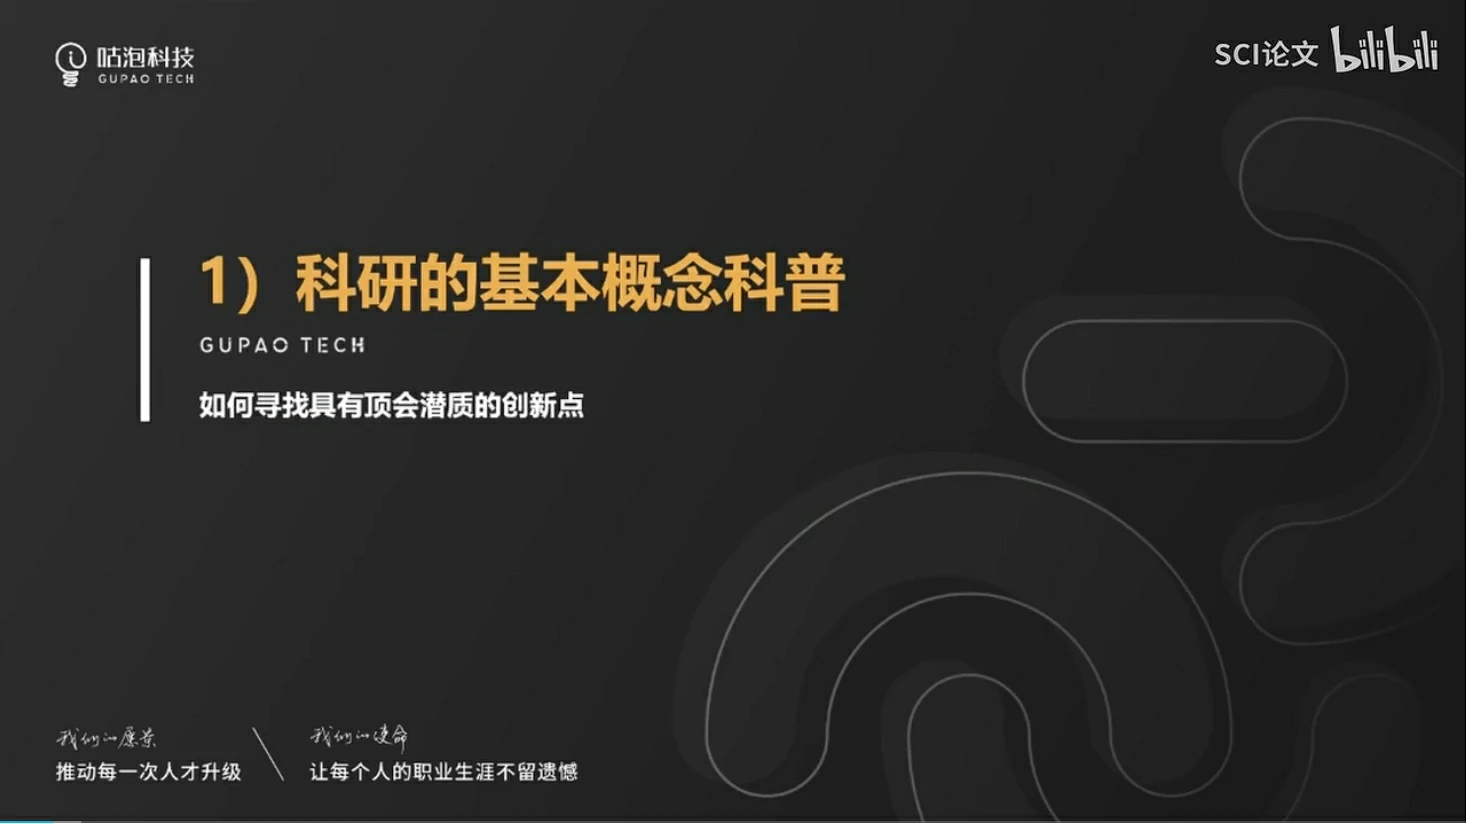 咕泡科技
GUPAO TECH
SCI论文 bilibili
1）科研的基本概念科普
GUPAO TECH
如何寻找具有顶会潜质的创新点
我们的愿景
推动每一次人才升级
我们的使命
让每个人的职业生涯不留遗憾